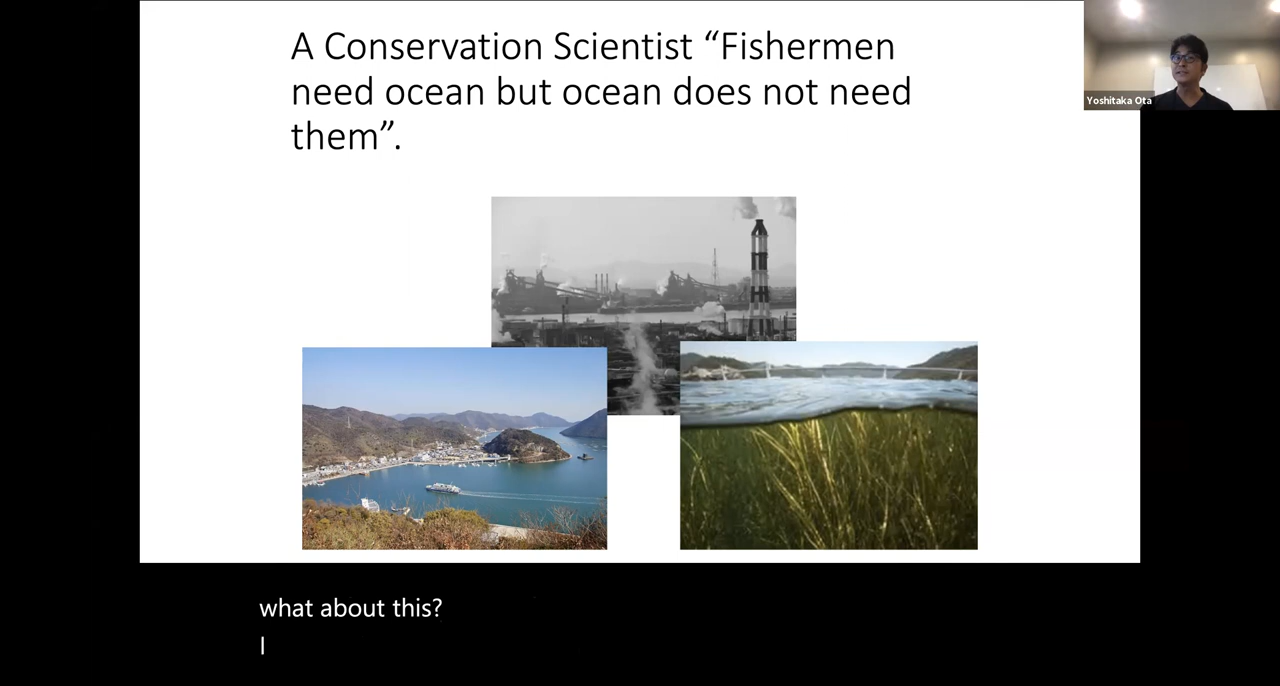 A Conservation Scientist “Fishermen
need ocean but ocean does not need
them”.
Yoshitaka Ota
what about this?
I